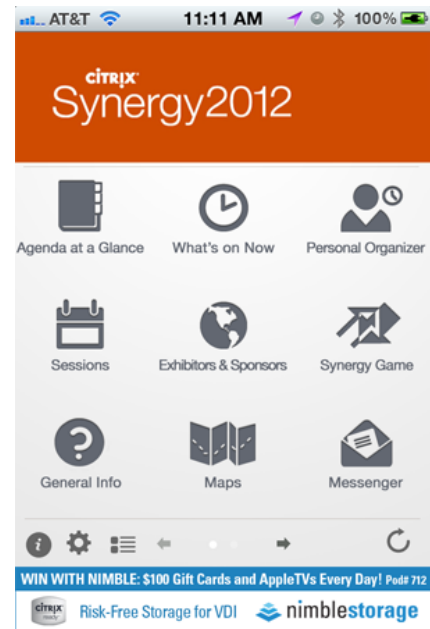 AT&T 11:11 AM 100%
CITRIX
Synergy2012
Agenda at a Glance What's on Now Personal Organizer
Sessions Exhibitors & Sponsors Synergy Game
? 
General Info Maps Messenger
i
WIN WITH NIMBLE: $100 Gift Cards and AppleTVs Every Day! Pod# 712
CITRIX
ready
Risk-Free Storage for VDI nimblestorage